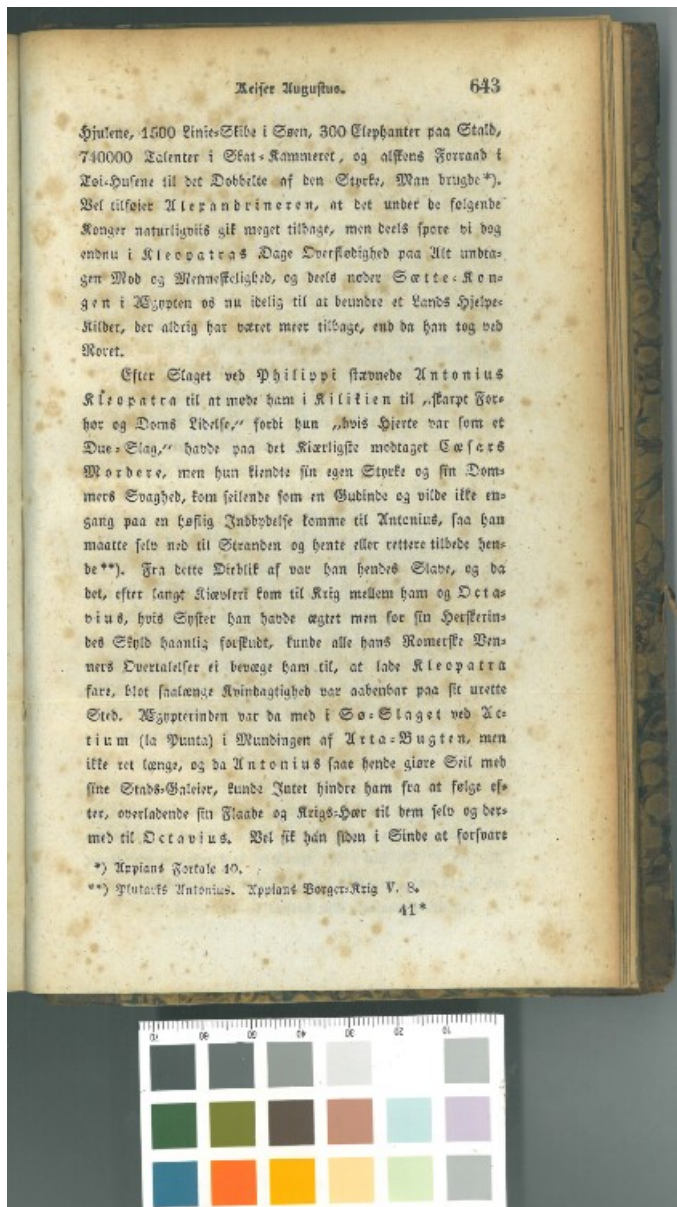 Keiser Augustus. 643
Hjulene, 1500 Linie-Skibe i Søen, 300 Elephanter paa Stald,
740000 Talenter i Skat-Kammeret, og alskens Forraad i
Tøi-Husene til det Dobbelte af den Styrke, Man brugde*).
Vel tilføier Alexandrineren, at det under de følgende
Konger naturligviis gik meget tilbage, men deels spore vi dog
endnu i Kleopatras Dage Overflødighed paa Alt undta-
gen Mod og Menneskelighed, og deels nøder Sætte-Kon-
gen i Ægypten os nu idelig til at beundre et Lands Hjelpe-
Kilder, der aldrig har været meer tilbage, end da han tog ved
Roret.
Efter Slaget ved Philippi stævnede Antonius
Kleopatra til at møde ham i Kilikien til „skarpt For-
hør og Doms Lidelse,“ fordi hun „hvis Hjerte var som et
Due-Slag,“ havde paa det Kiærligste modtaget Cæsars
Mordere, men hun kiendte sin egen Styrke og sin Dom-
mers Svaghed, kom seilende som en Gudinde og vilde ikke en-
gang paa en høflig Indbydelse komme til Antonius, saa han
maatte selv ned til Stranden og hente eller rettere tilbede hen-
de**). Fra dette Øieblik af var han hendes Slave, og da
det, efter langt Kiævleri kom til Krig mellem ham og Octa-
vius, hvis Syster han havde ægtet men for sin Herskerin-
des Skyld haanlig forskudt, kunde alle hans Romerske Ven-
ners Overtalelser ei bevæge ham til, at lade Kleopatra
fare, blot saalænge Kvindagtighed var aabenbar paa sit urette
Sted. Ægypterinden var da med i Sø-Slaget ved Ac-
tium (la Punta) i Mundingen af Arta-Bugten, men
ikke ret længe, og da Antonius saae hende giøre Seil med
sine Stads-Galeier, kunde Intet hindre ham fra at følge ef-
ter, overladende sin Flaade og Krigs-Hær til dem selv og der-
med til Octavius. Vel fik han siden i Sinde at forsvare
*) Appians Fortale 10.
**) Plutarks Antonius. Appians Borger-Krig V. 8.
41*
70 60 50 40 30 20 10